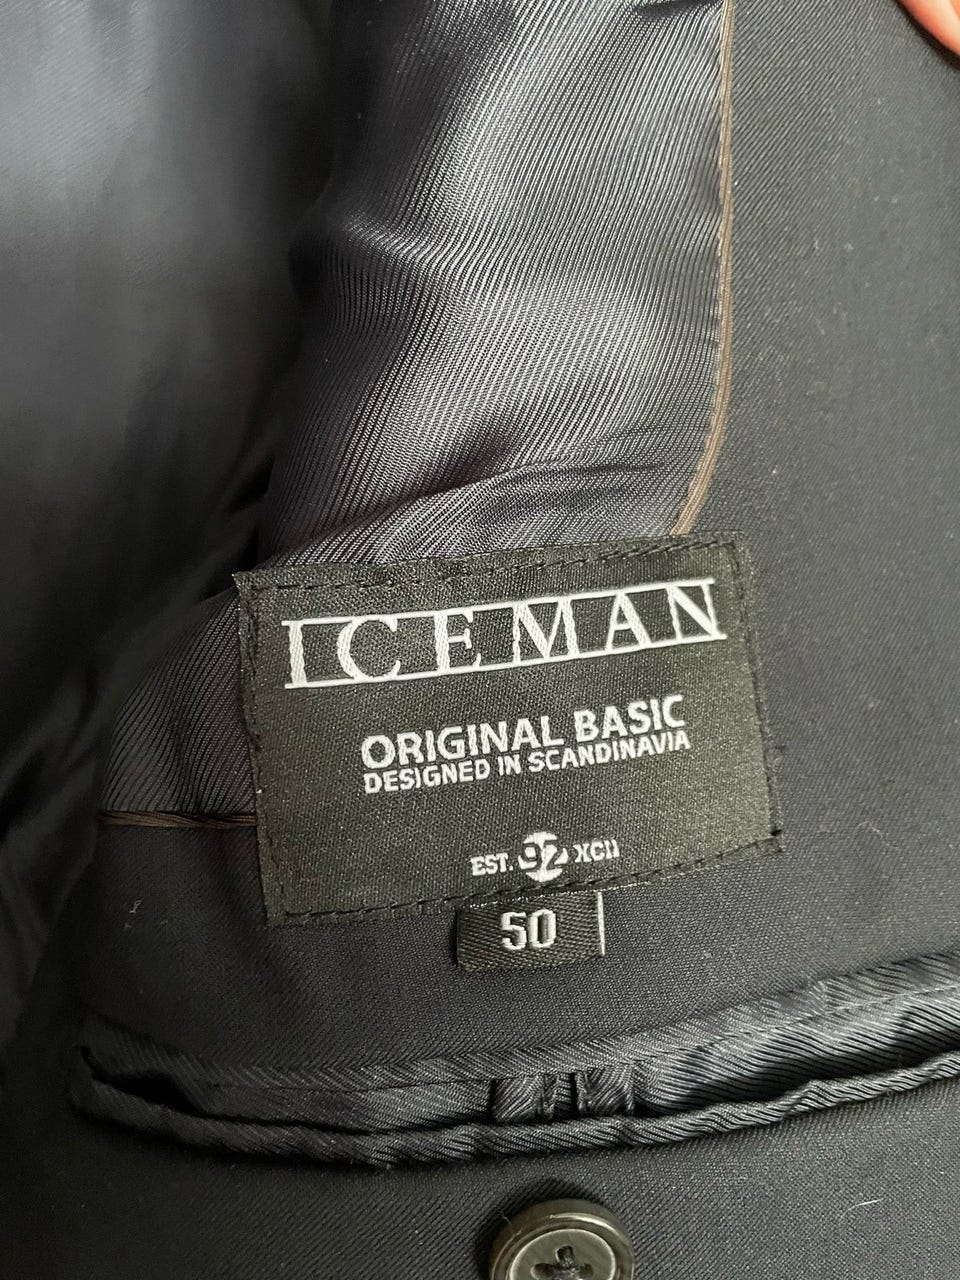 ICEMAN
ORIGINAL BASIC
DESIGNED IN SCANDINAVIA
EST. 92 XCII
50